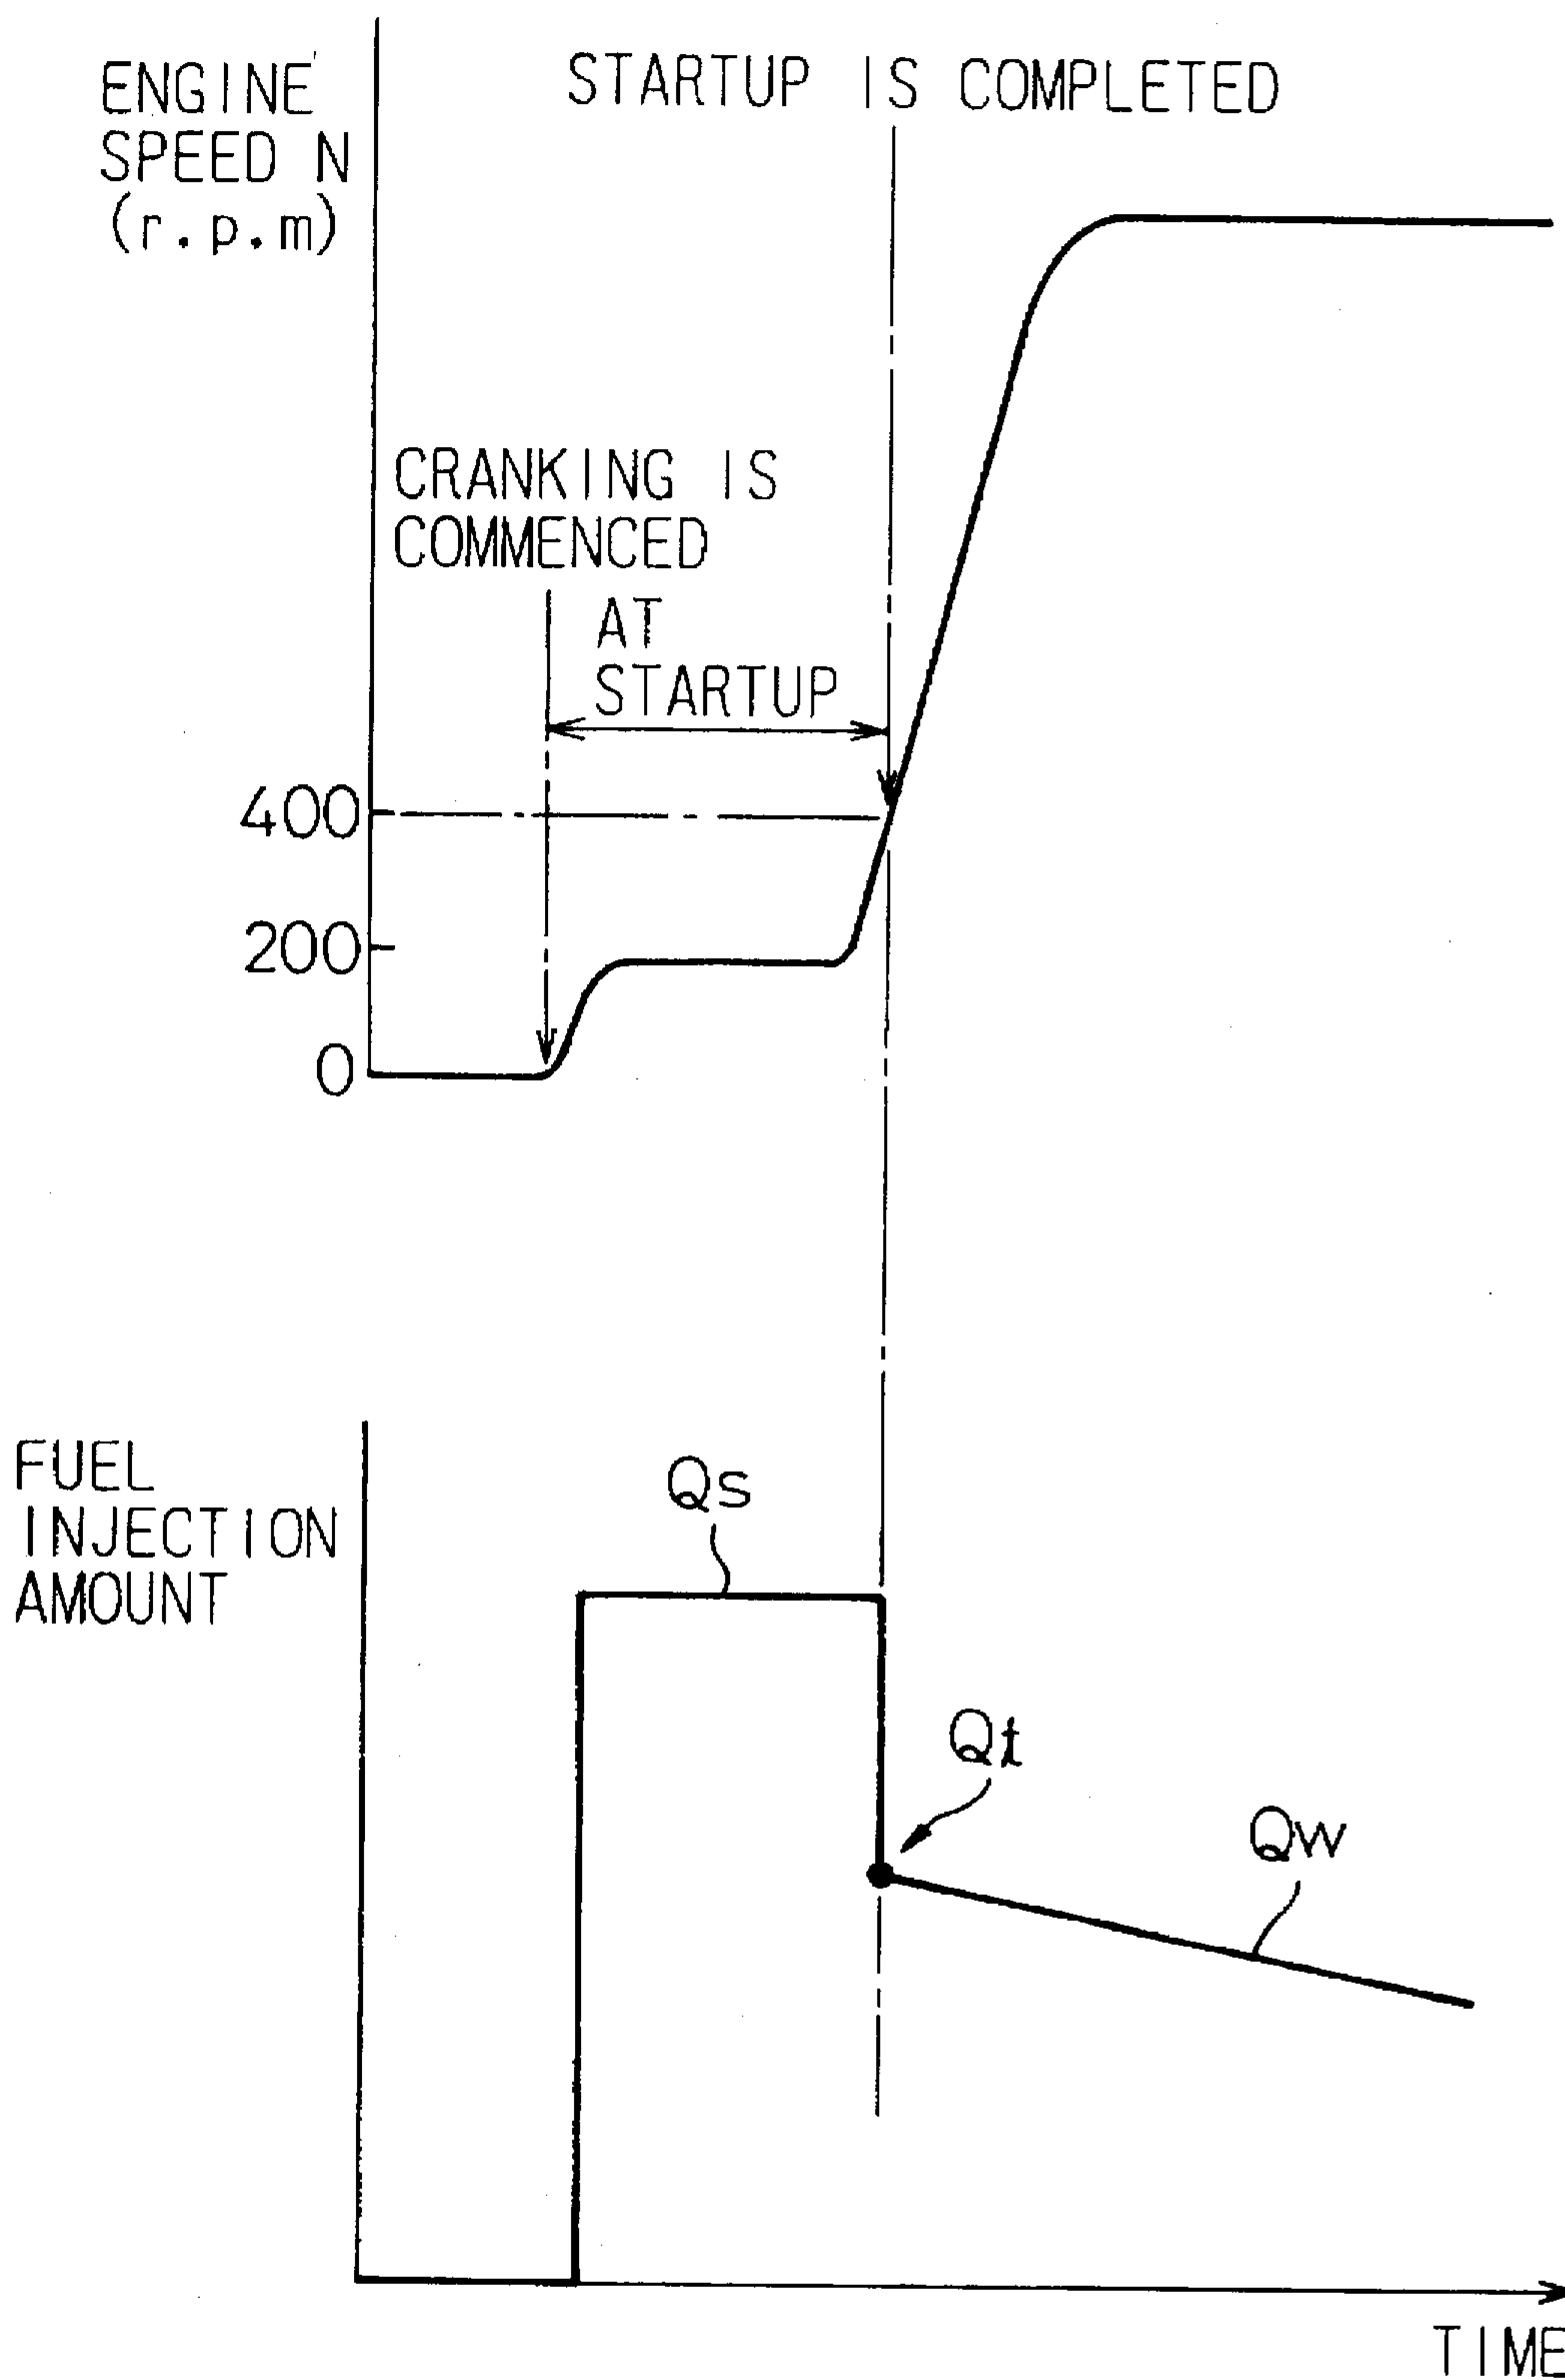 ENGINE
SPEED N
(r.p.m)
STARTUP IS COMPLETED
CRANKING IS
COMMENCED
AT
STARTUP
400
200
0
FUEL
INJECTION
AMOUNT
Qs
Qt
Qw
TIME